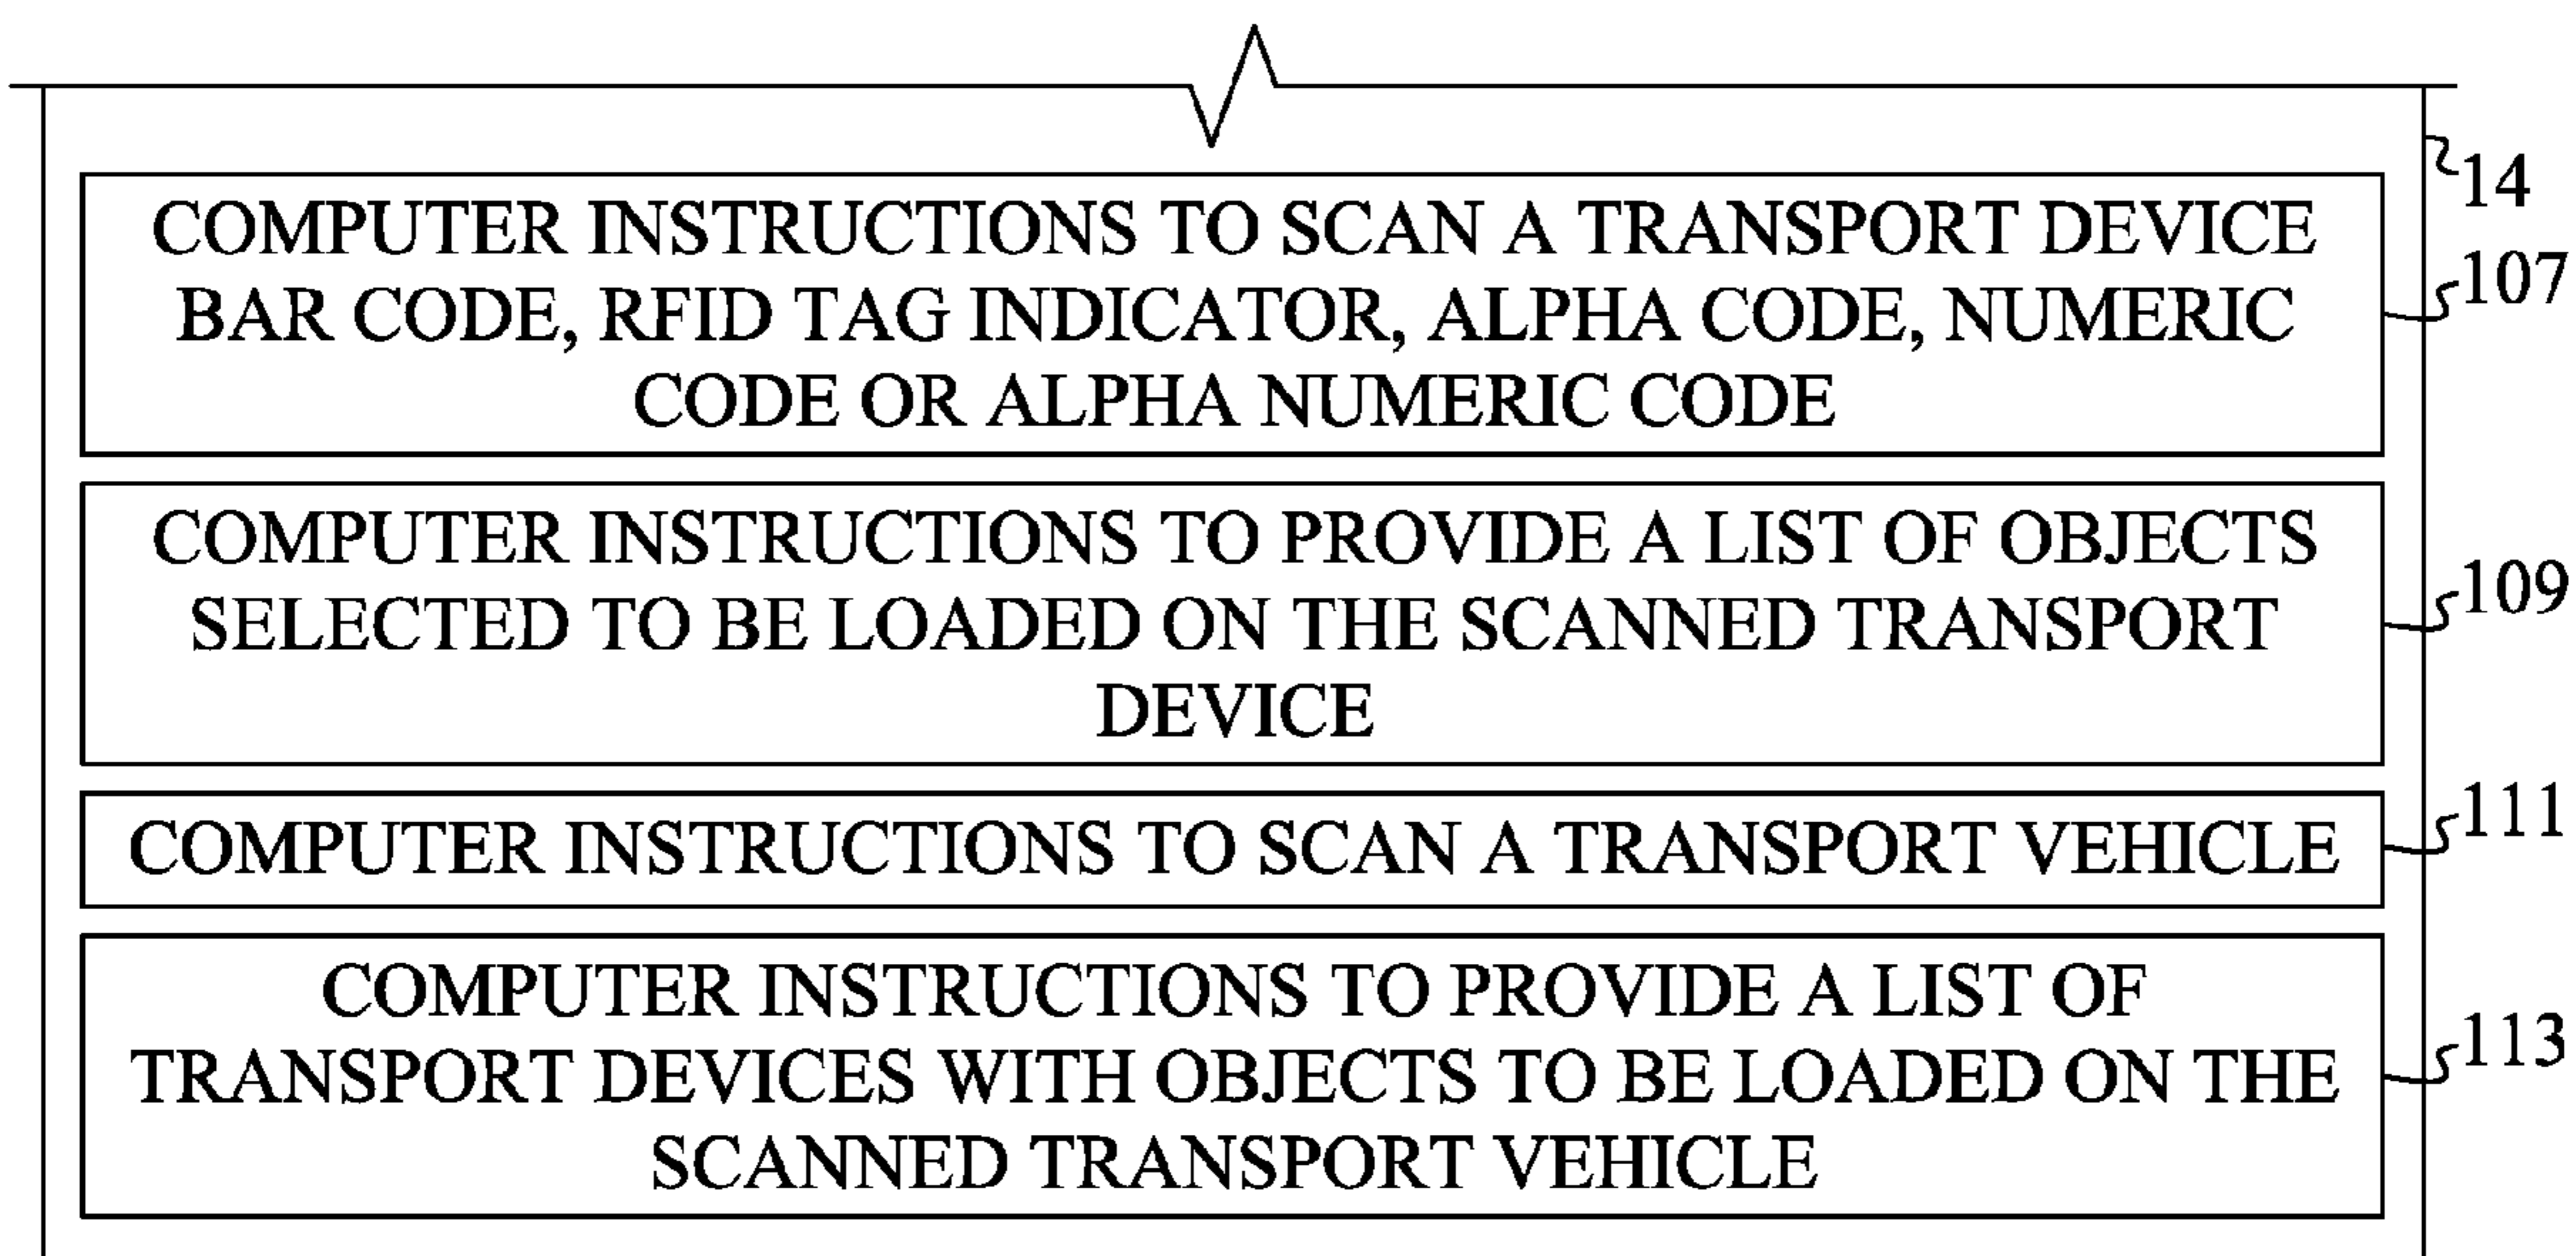 14
COMPUTER INSTRUCTIONS TO SCAN A TRANSPORT DEVICE
BAR CODE, RFID TAG INDICATOR, ALPHA CODE, NUMERIC
CODE OR ALPHA NUMERIC CODE
107
COMPUTER INSTRUCTIONS TO PROVIDE A LIST OF OBJECTS
SELECTED TO BE LOADED ON THE SCANNED TRANSPORT
DEVICE
109
COMPUTER INSTRUCTIONS TO SCAN A TRANSPORT VEHICLE
111
COMPUTER INSTRUCTIONS TO PROVIDE A LIST OF
TRANSPORT DEVICES WITH OBJECTS TO BE LOADED ON THE
SCANNED TRANSPORT VEHICLE
113